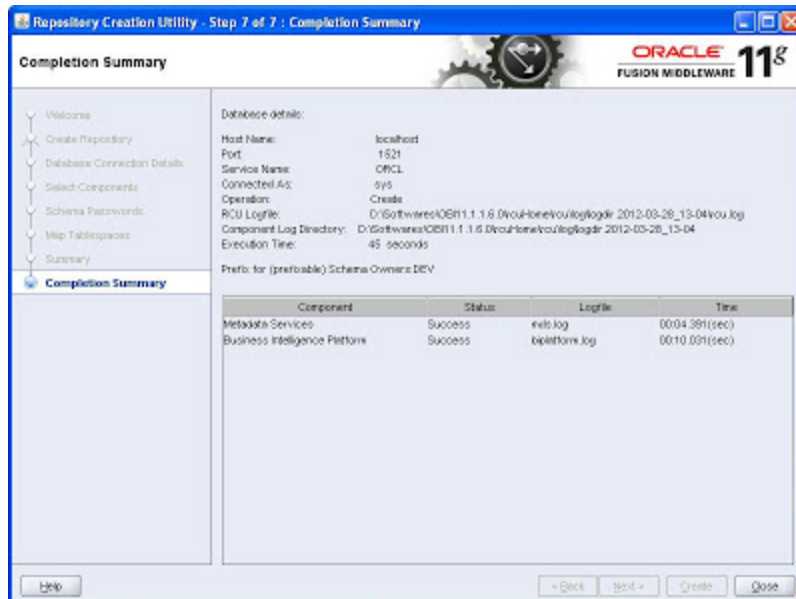 Repository Creation Utility - Step 7 of 7 : Completion Summary
Completion Summary
ORACLE
FUSION MIDDLEWARE
11g
Welcome
Create Repository
Database Connection Details
Select Components
Schema Passwords
Map Tablespaces
Summary
Completion Summary
Database details:
Host Name: localhost
Port: 1521
Service Name: ORCL
Connected As: sys
Operation: Create
RCU Logfile: D:\Softwares\OBI11.1.1.6.0\rcuHome\rcu\log\logdir.2012-03-28_13-04\rcu.log
Component Log Directory: D:\Softwares\OBI11.1.1.6.0\rcuHome\rcu\log\logdir.2012-03-28_13-04
Execution Time: 45 seconds
Prefix for (prefixable) Schema Owners:DEV
Component Status Logfile Time
Metadata Services Success mds.log 00:04.391(sec)
Business Intelligence Platform Success biplatform.log 00:10.031(sec)
Help
< Back
Next >
Create
Close